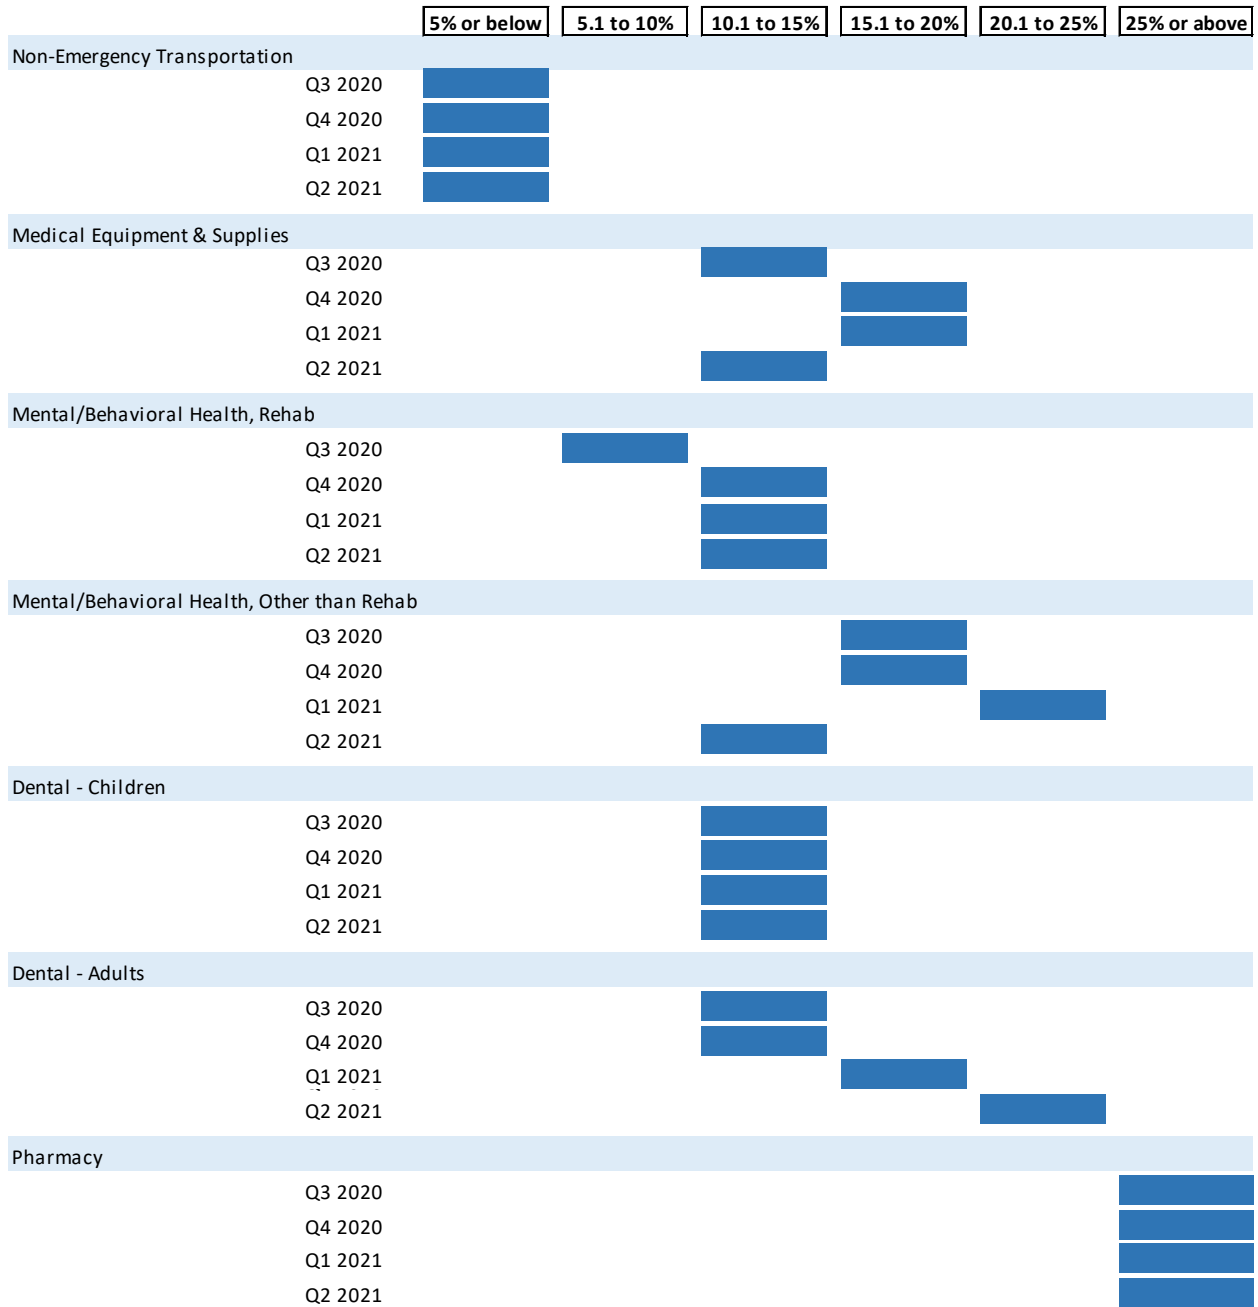 5% or below 5.1 to 10% 10.1 to 15% 15.1 to 20% 20.1 to 25% 25% or above
Non-Emergency Transportation
Q3 2020
Q4 2020
Q1 2021
Q2 2021
Medical Equipment & Supplies
Q3 2020
Q4 2020
Q1 2021
Q2 2021
Mental/Behavioral Health, Rehab
Q3 2020
Q4 2020
Q1 2021
Q2 2021
Mental/Behavioral Health, Other than Rehab
Q3 2020
Q4 2020
Q1 2021
Q2 2021
Dental - Children
Q3 2020
Q4 2020
Q1 2021
Q2 2021
Dental - Adults
Q3 2020
Q4 2020
Q1 2021
Q2 2021
Pharmacy
Q3 2020
Q4 2020
Q1 2021
Q2 2021